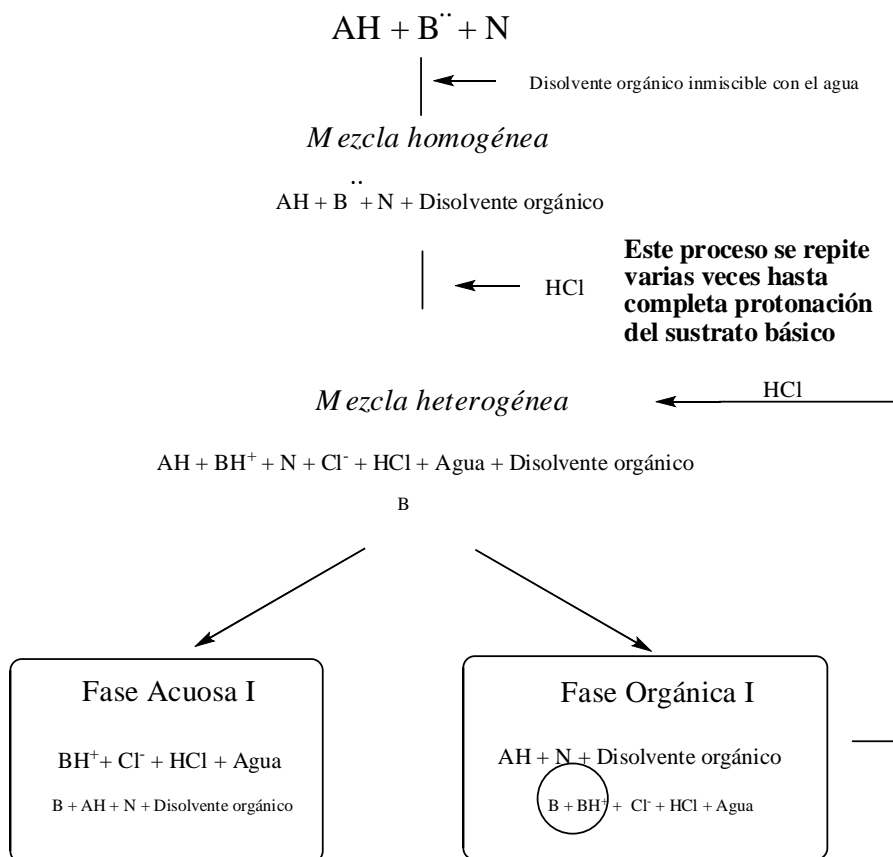 AH + B¨ + N
Disolvente orgánico inmiscible con el agua
Mezcla homogénea
AH + B¨ + N + Disolvente orgánico
HCl
Este proceso se repite
varias veces hasta
completa protonación
del sustrato básico
HCl
Mezcla heterogénea
AH + BH⁺ + N + Cl⁻ + HCl + Agua + Disolvente orgánico
B
Fase Acuosa I
BH⁺ + Cl⁻ + HCl + Agua
B + AH + N + Disolvente orgánico
Fase Orgánica I
AH + N + Disolvente orgánico
B + BH⁺ + Cl⁻ + HCl + Agua